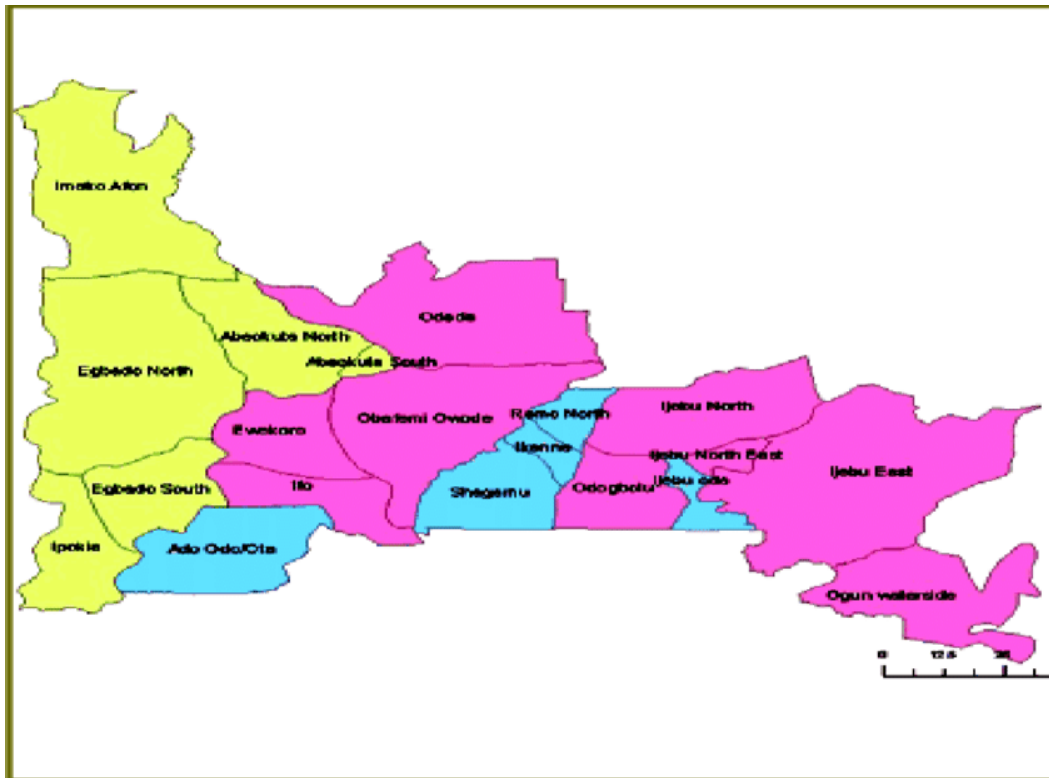 Imeko Afon
Odeda
Abeokuta North
Abeokuta South
Egbado North
Obafemi Owode
Remo North
Ijebu North
Ewekoro
Ikenne
Ijebu North East
Ijebu East
Egbado South
Ifo
Shagamu
Odogbolu
Ijebu ode
Ipokia
Ado Odo/Ota
Ogun waterside
0 12.5 25